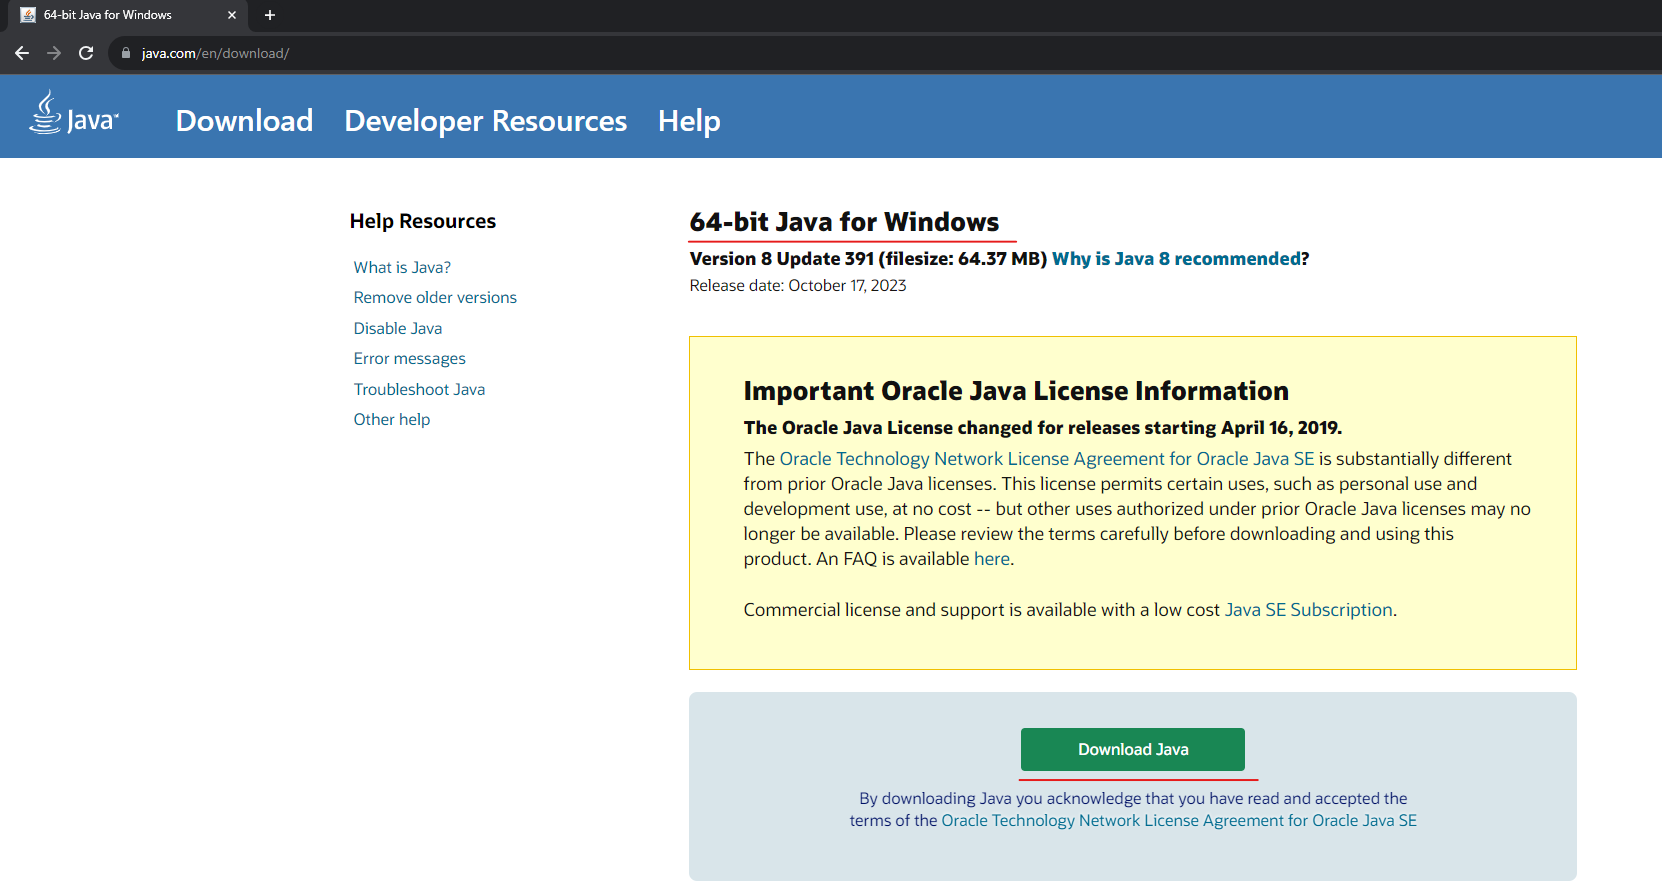 64-bit Java for Windows
java.com/en/download/
Java
Download Developer Resources Help
Help Resources
What is Java?
Remove older versions
Disable Java
Error messages
Troubleshoot Java
Other help
64-bit Java for Windows
Version 8 Update 391 (filesize: 64.37 MB) Why is Java 8 recommended?
Release date: October 17, 2023
Important Oracle Java License Information
The Oracle Java License changed for releases starting April 16, 2019.
The Oracle Technology Network License Agreement for Oracle Java SE is substantially different
from prior Oracle Java licenses. This license permits certain uses, such as personal use and
development use, at no cost -- but other uses authorized under prior Oracle Java licenses may no
longer be available. Please review the terms carefully before downloading and using this
product. An FAQ is available here.
Commercial license and support is available with a low cost Java SE Subscription.
Download Java
By downloading Java you acknowledge that you have read and accepted the
terms of the Oracle Technology Network License Agreement for Oracle Java SE